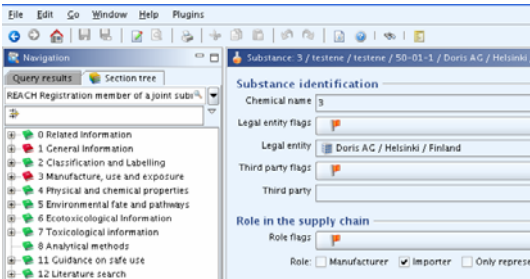 File Edit Go Window Help Plugins
Navigation
Query results Section tree
REACH Registration member of a joint subi
0 Related Information
1 General Information
2 Classification and Labelling
3 Manufacture, use and exposure
4 Physical and chemical properties
5 Environmental fate and pathways
6 Ecotoxicological Information
7 Toxicological information
8 Analytical methods
11 Guidance on safe use
12 Literature search
Substance: 3 / testene / testene / 50-01-1 / Doris AG / Helsinki
Substance identification
Chemical name 3
Legal entity flags
Legal entity Doris AG / Helsinki / Finland
Third party flags
Third party
Role in the supply chain
Role flags
Role: Manufacturer Importer Only represe